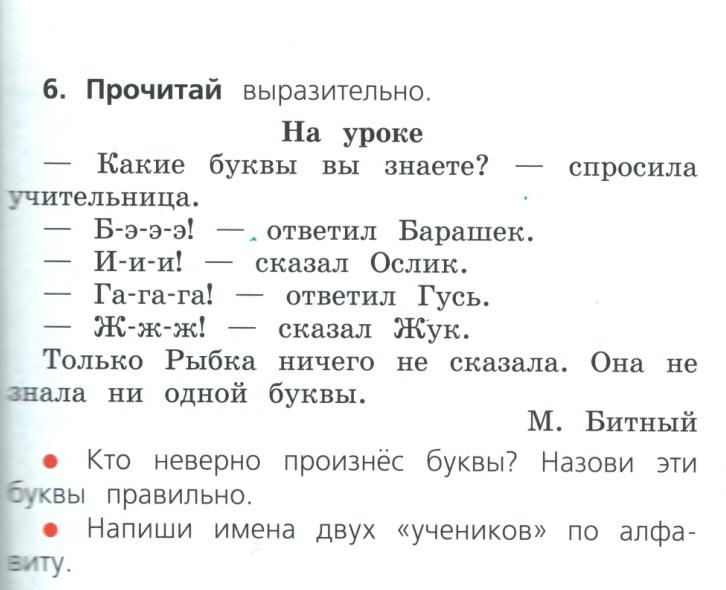 6. Прочитай выразительно.
На уроке
— Какие буквы вы знаете? — спросила
учительница.
— Б-э-э-э! — ответил Барашек.
— И-и-и! — сказал Ослик.
— Га-га-га! — ответил Гусь.
— Ж-ж-ж! — сказал Жук.
Только Рыбка ничего не сказала. Она не
знала ни одной буквы.
М. Битный
• Кто неверно произнёс буквы? Назови эти
буквы правильно.
• Напиши имена двух «учеников» по алфа-
виту.